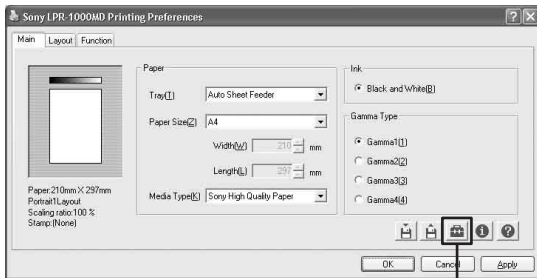 Sony LPR-1000MD Printing Preferences
Main Layout Function
Paper
Tray(T) Auto Sheet Feeder
Paper Size(Z) A4
Width(W) 210 mm
Length(L) 297 mm
Media Type(K) Sony High Quality Paper
Ink
Black and White(B)
Gamma Type
Gamma1(1)
Gamma2(2)
Gamma3(3)
Gamma4(4)
Paper:210mm X 297mm
Portrait1Layout
Scaling ratio:100 %
Stamp:(None)
OK Cancel Apply